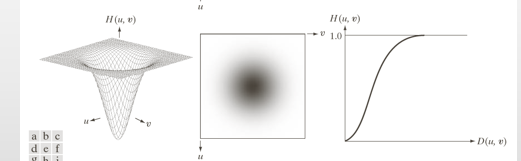 u
H(u, v)
u
v
v
u
H(u, v)
1.0
D(u, v)
a b c
d e f
g h i